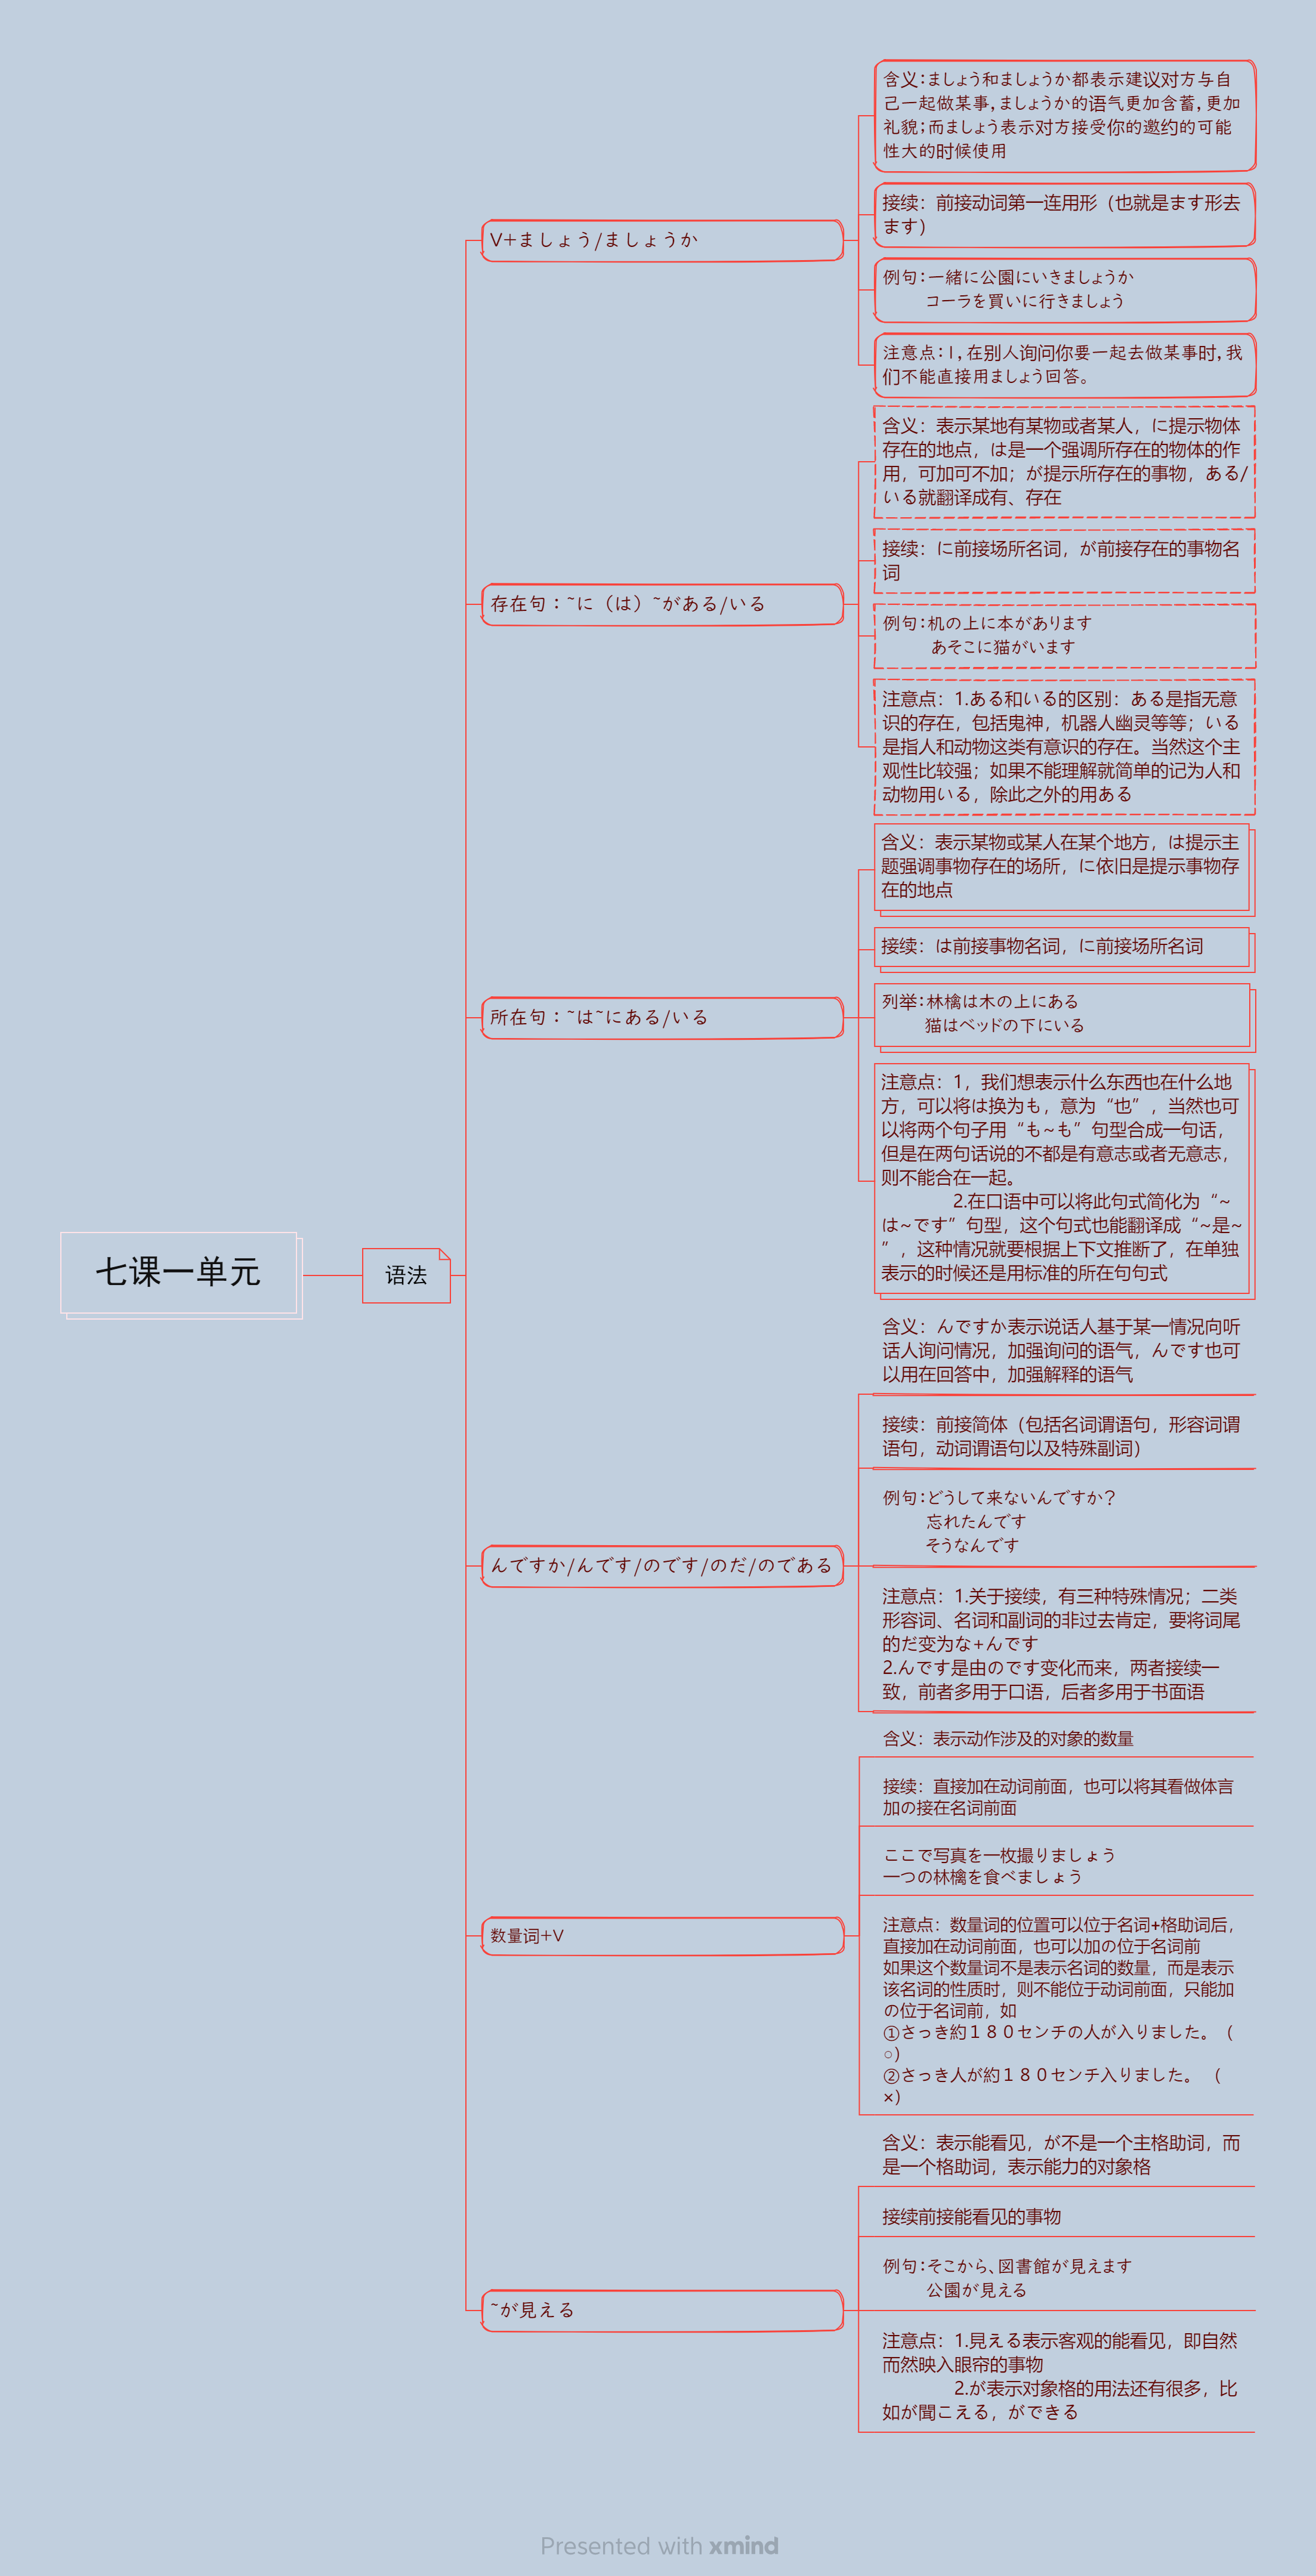 七课一单元
语法
V+ましょう/ましょうか
含义：ましょう和ましょうか都表示建议对方与自
己一起做某事，ましょうか的语气更加含蓄，更加
礼貌；而ましょう表示对方接受你的邀约的可能
性大的时候使用
接续：前接动词第一连用形（也就是ます形去
ます）
例句：一緒に公園にいきましょうか
コーラを買いに行きましょう
注意点：1，在别人询问你要一起去做某事时，我
们不能直接用ましょう回答。
存在句：~に（は）~がある/いる
含义：表示某地有某物或者某人，に提示物体
存在的地点，は是一个强调所存在的物体的作
用，可加可不加；が提示所存在的事物，ある/
いる就翻译成有、存在
接续：に前接场所名词，が前接存在的事物名
词
例句：机の上に本があります
あそこに猫がいます
注意点：1.ある和いる的区别：ある是指无意
识的存在，包括鬼神，机器人幽灵等等；いる
是指人和动物这类有意识的存在。当然这个主
观性比较强；如果不能理解就简单的记为人和
动物用いる，除此之外的用ある
所在句：~は~にある/いる
含义：表示某物或某人在某个地方，は提示主
题强调事物存在的场所，に依旧是提示事物存
在的地点
接续：は前接事物名词，に前接场所名词
列举：林檎は木の上にある
猫はベッドの下にいる
注意点：1，我们想表示什么东西也在什么地
方，可以将は换为も，意为“也”，当然也可
以将两个句子用“も~も”句型合成一句话，
但是在两句话说的不都是有意志或者无意志，
则不能合在一起。
2.在口语中可以将此句式简化为“~
は~です”句型，这个句式也能翻译成“~是~
”，这种情况就要根据上下文推断了，在单独
表示的时候还是用标准的所在句句式
んですか/んです/のです/のだ/のである
含义：んですか表示说话人基于某一情况向听
话人询问情况，加强询问的语气，んです也可
以用在回答中，加强解释的语气
接续：前接简体（包括名词谓语句，形容词谓
语句，动词谓语句以及特殊副词）
例句：どうして来ないんですか？
忘れたんです
そうなんです
注意点：1.关于接续，有三种特殊情况；二类
形容词、名词和副词的非过去肯定，要将词尾
的だ变为な+んです
2.んです是由のです变化而来，两者接续一
致，前者多用于口语，后者多用于书面语
数量词+V
含义：表示动作涉及的对象的数量
接续：直接加在动词前面，也可以将其看做体言
加の接在名词前面
ここで写真を一枚撮りましょう
一つの林檎を食べましょう
注意点：数量词的位置可以位于名词+格助词后，
直接加在动词前面，也可以加の位于名词前
如果这个数量词不是表示名词的数量，而是表示
该名词的性质时，则不能位于动词前面，只能加
の位于名词前，如
①さっき約１８０センチの人が入りました。（
○）
②さっき人が約１８０センチ入りました。（
×）
~が見える
含义：表示能看见，が不是一个主格助词，而
是一个格助词，表示能力的对象格
接续前接能看见的事物
例句：そこから、図書館が見えます
公園が見える
注意点：1.見える表示客观的能看见，即自然
而然映入眼帘的事物
2.が表示对象格的用法还有很多，比
如が聞こえる，ができる
Presented with xmind